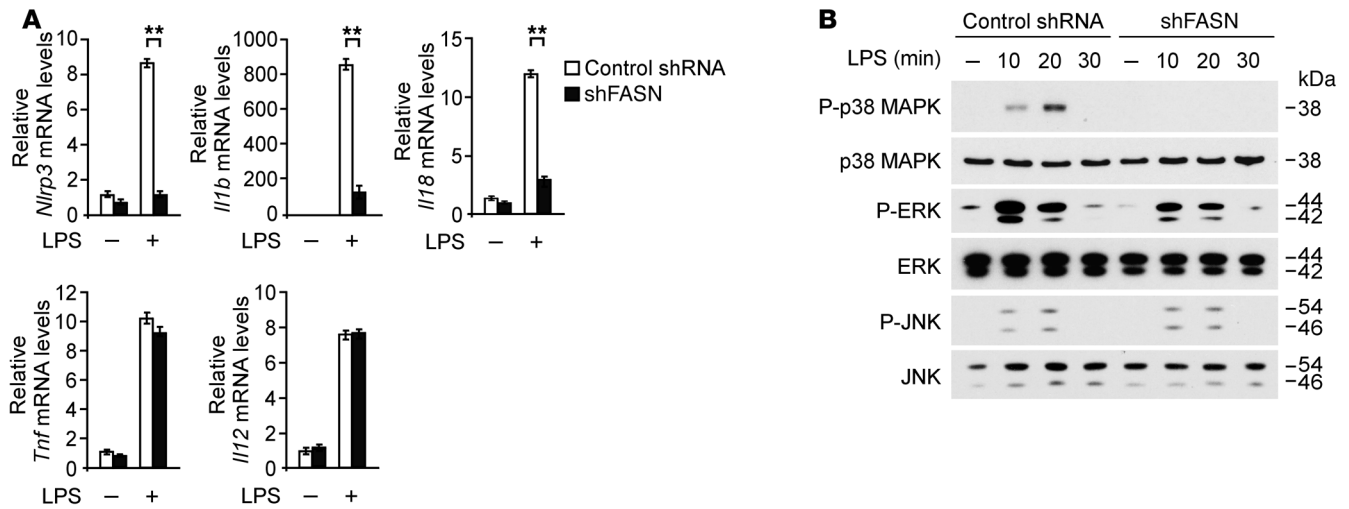 A
Relative
Nlrp3 mRNA levels
10
8
6
4
2
0
LPS – +
**
Relative
Il1b mRNA levels
1000
800
600
400
200
0
LPS – +
**
Relative
Il18 mRNA levels
15
10
5
0
LPS – +
**
Control shRNA
shFASN
Relative
Tnf mRNA levels
12
10
8
6
4
2
0
LPS – +
Relative
Il12 mRNA levels
10
8
6
4
2
0
LPS – +
B
Control shRNA shFASN
LPS (min) – 10 20 30 – 10 20 30
kDa
P-p38 MAPK –38
p38 MAPK –38
P-ERK –44
–42
ERK –44
–42
P-JNK –54
–46
JNK –54
–46